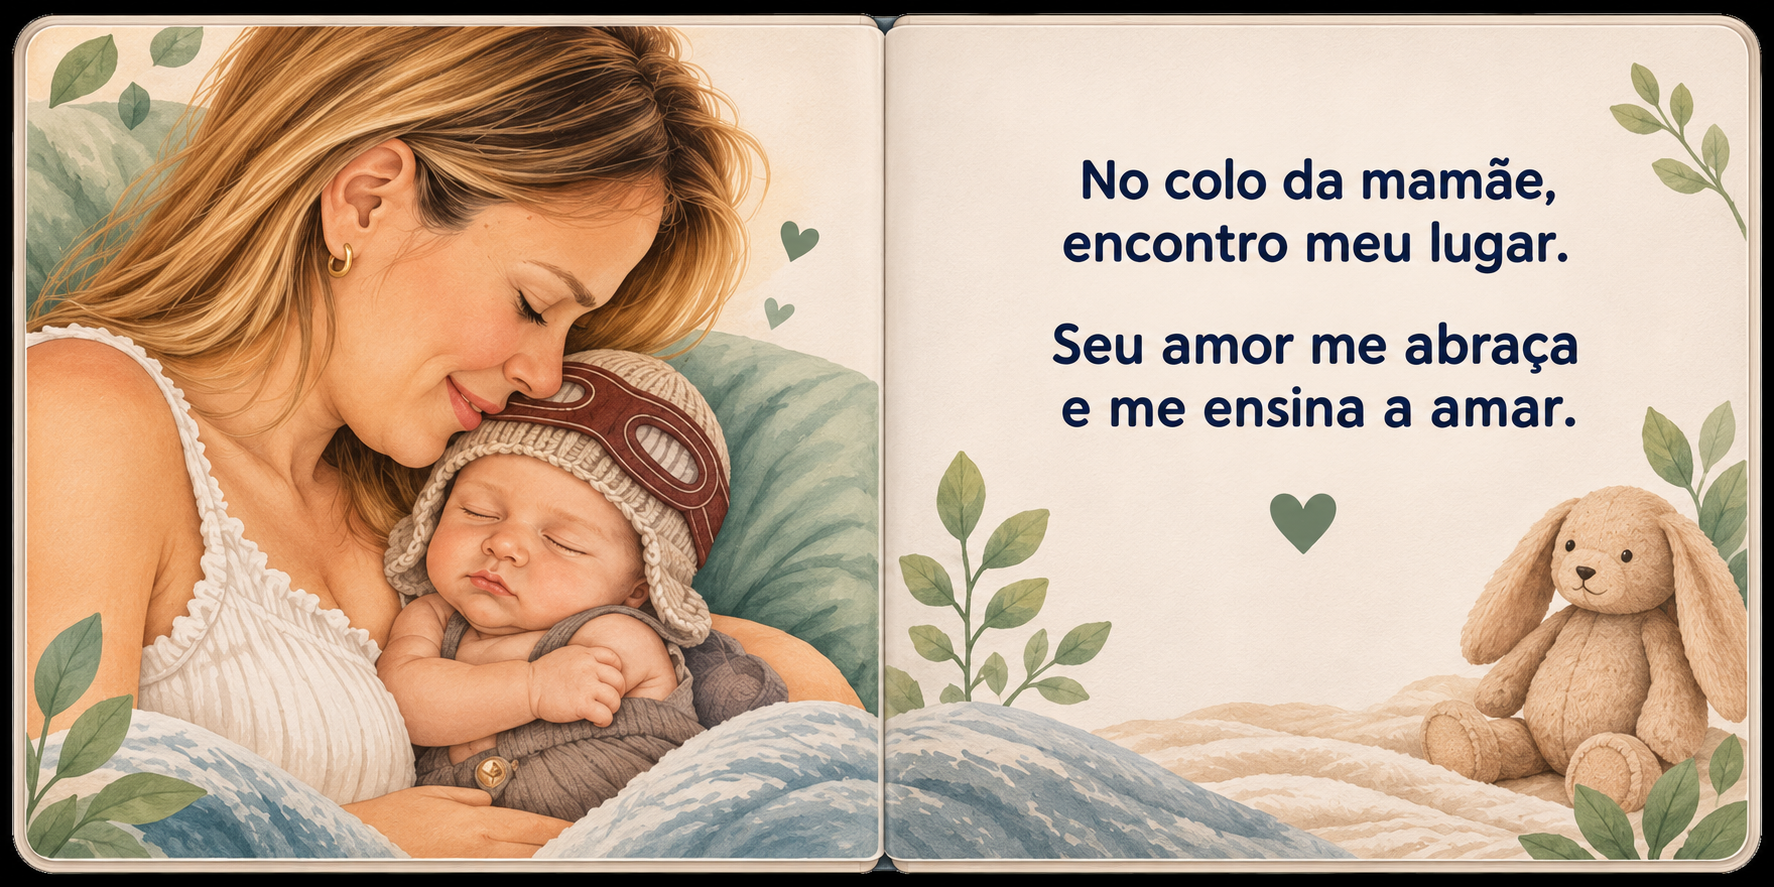 No colo da mamãe,
encontro meu lugar.
Seu amor me abraça
e me ensina a amar.